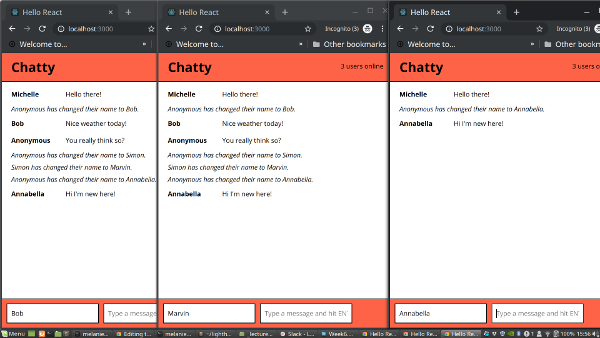 Hello React
localhost:3000
Welcome to...
»
Chatty
Michelle Hello there!
Anonymous has changed their name to Bob.
Bob Nice weather today!
Anonymous You really think so?
Anonymous has changed their name to Simon.
Simon has changed their name to Marvin.
Anonymous has changed their name to Annabella.
Annabella Hi I'm new here!
Bob
Type a message
Hello React
localhost:3000
Incognito (3)
Welcome to...
» Other bookmarks
Chatty
3 users online
Michelle Hello there!
Anonymous has changed their name to Bob.
Bob Nice weather today!
Anonymous You really think so?
Anonymous has changed their name to Simon.
Simon has changed their name to Marvin.
Anonymous has changed their name to Annabella.
Annabella Hi I'm new here!
Marvin
Type a message and hit EN
Hello React
localhost:3000
Incognito (3)
Welcome to...
» Other bookm
Chatty
3 users o
Michelle Hello there!
Anonymous has changed their name to Annabella.
Annabella Hi I'm new here!
Annabella
Type a message and hit EN
Menu
melanie
Editing t
melanie
~/lighth
lecture
Slack - L...
Week6
Hello Re
Hello Re
Hello Re
100% 15:56